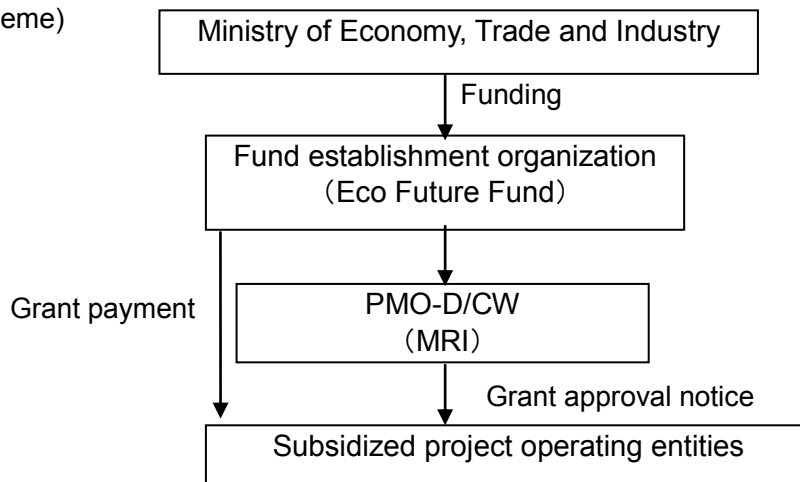 eme)
Ministry of Economy, Trade and Industry
Funding
Fund establishment organization
（Eco Future Fund）
Grant payment
PMO-D/CW
（MRI）
Grant approval notice
Subsidized project operating entities